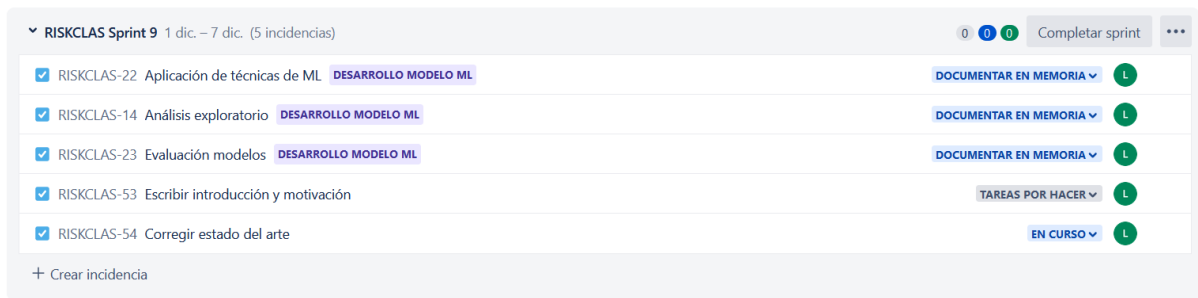 RISKCLAS Sprint 9 1 dic. – 7 dic. (5 incidencias) 0 0 0 Completar sprint
RISKCLAS-22 Aplicación de técnicas de ML DESARROLLO MODELO ML DOCUMENTAR EN MEMORIA L
RISKCLAS-14 Análisis exploratorio DESARROLLO MODELO ML DOCUMENTAR EN MEMORIA L
RISKCLAS-23 Evaluación modelos DESARROLLO MODELO ML DOCUMENTAR EN MEMORIA L
RISKCLAS-53 Escribir introducción y motivación TAREAS POR HACER L
RISKCLAS-54 Corregir estado del arte EN CURSO L
+ Crear incidencia